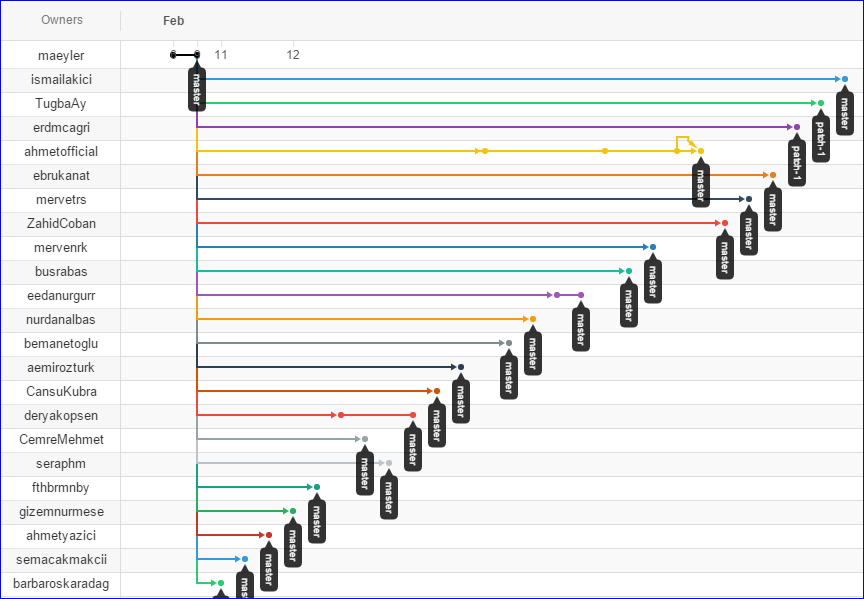 Owners Feb
maeyler 11 12
ismailakici
master
TugbaAy
master
erdmcagri
patch-1
ahmetofficial
patch-1
ebrukanat
master
mervetrs
master
ZahidCoban
master
mervenrk
master
busrabas
master
eedanurgurr
master
nurdanalbas
master
bemanetoglu
master
aemirozturk
master
CansuKubra
master
deryakopsen
master
CemreMehmet
master
seraphm
master
fthbrmnby
master
gizemnurmese
master
ahmetyazici
master
semacakmakcii
master
barbaroskaradag
mas